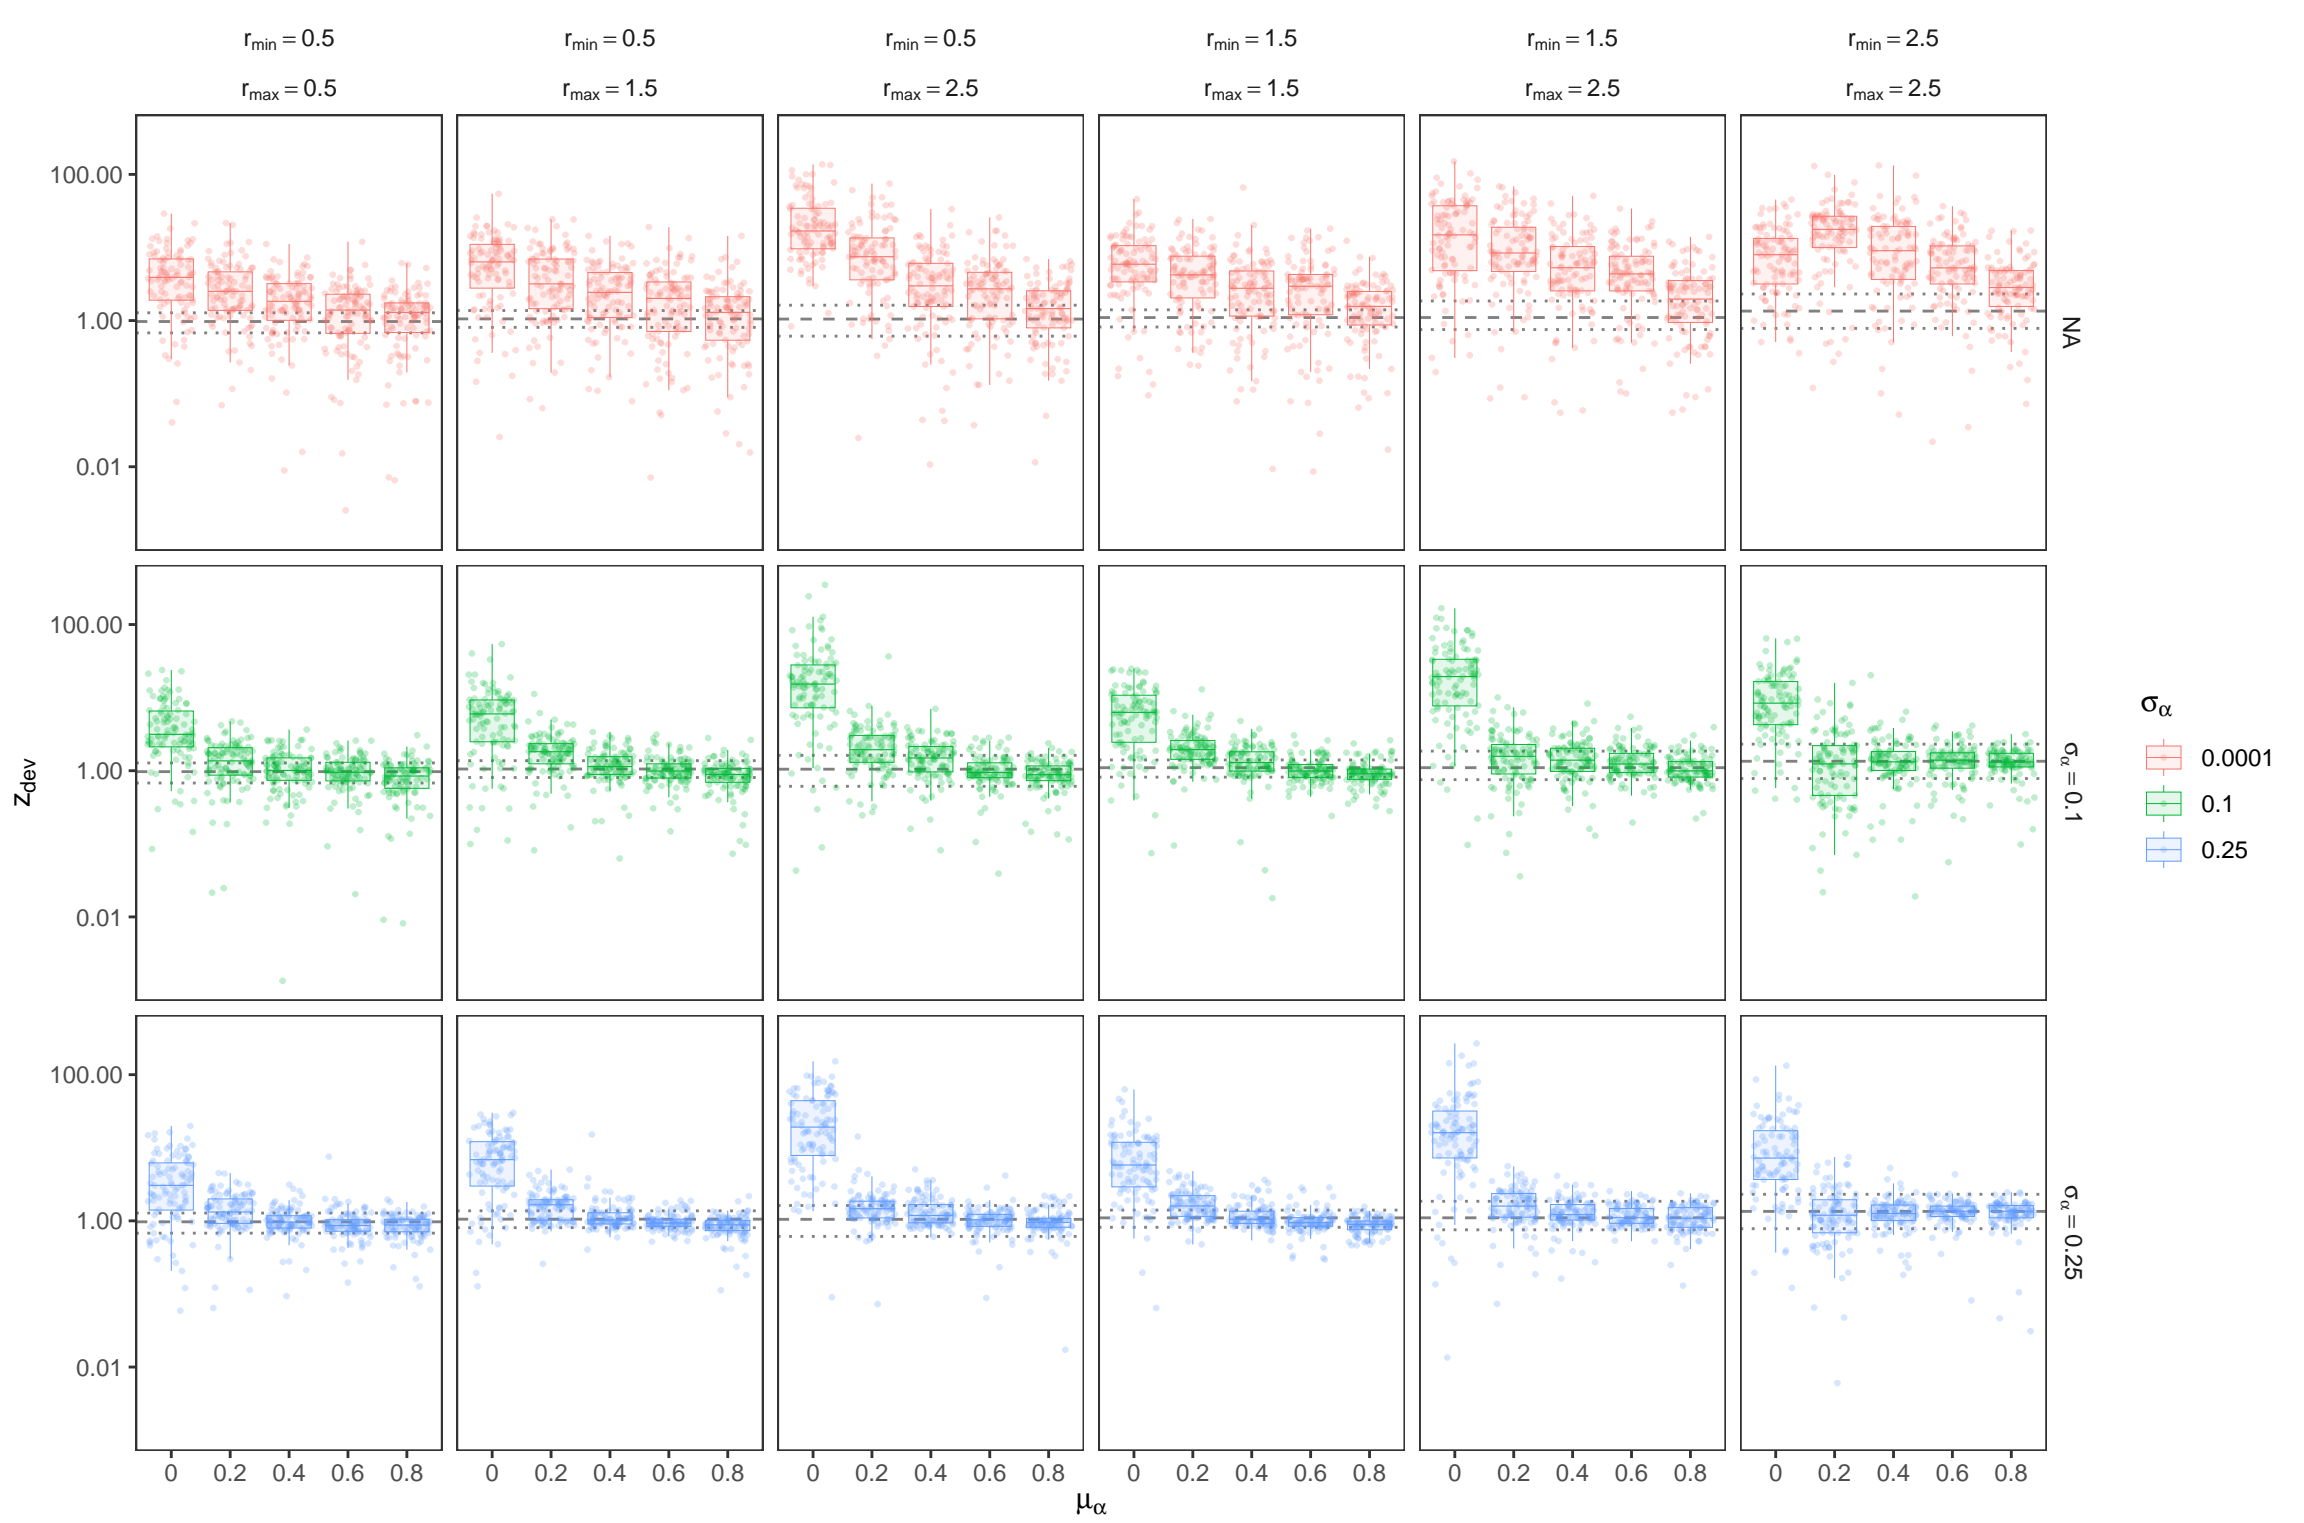 r_min = 0.5 r_min = 0.5 r_min = 0.5 r_min = 1.5 r_min = 1.5 r_min = 2.5
r_max = 0.5 r_max = 1.5 r_max = 2.5 r_max = 1.5 r_max = 2.5 r_max = 2.5
100.00
1.00
0.01
NA
100.00
1.00
0.01
σ_α = 0.1
100.00
1.00
0.01
σ_α = 0.25
z_dev
0 0.2 0.4 0.6 0.8 0 0.2 0.4 0.6 0.8 0 0.2 0.4 0.6 0.8 0 0.2 0.4 0.6 0.8 0 0.2 0.4 0.6 0.8 0 0.2 0.4 0.6 0.8
μ_α
σ_α
0.0001
0.1
0.25